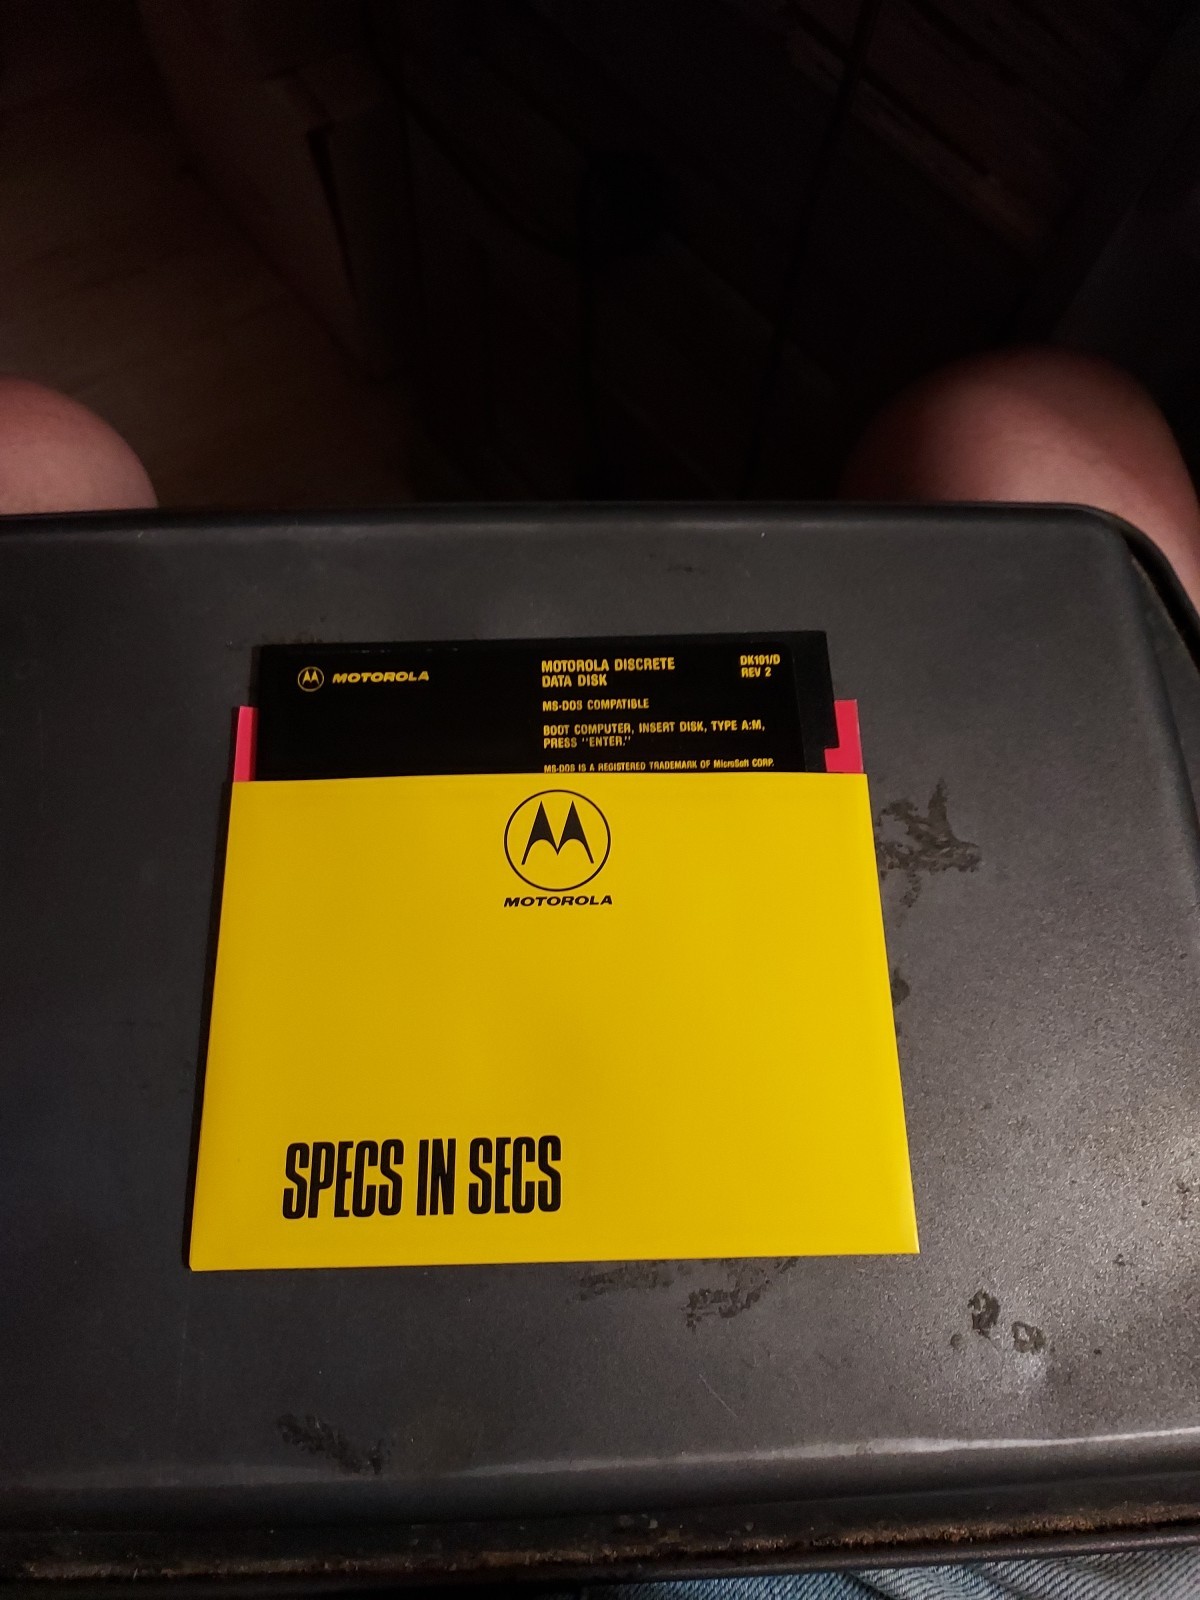 MOTOROLA
MOTOROLA DISCRETE
DATA DISK
DK101/D
REV 2
MS-DOS COMPATIBLE
BOOT COMPUTER, INSERT DISK, TYPE A:M,
PRESS "ENTER."
MS-DOS IS A REGISTERED TRADEMARK OF MicroSoft CORP.
MOTOROLA
SPECS IN SECS